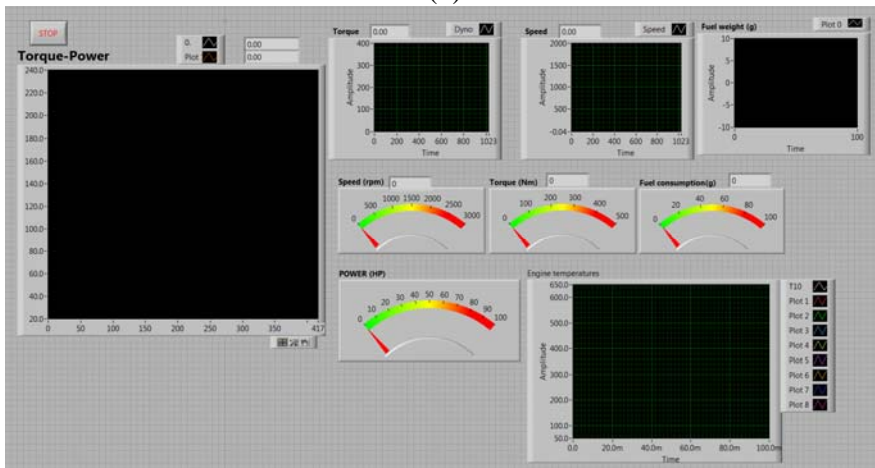 STOP
Torque-Power
0.
Plot
0.00
0.00
240.0
220.0
200.0
180.0
160.0
140.0
120.0
100.0
80.0
60.0
40.0
20.0
0 50 100 150 200 250 300 350 417
Torque 0.00 Dyno
400
300
200
100
0
Amplitude
0 200 400 600 800 1023
Time
Speed 0.00 Speed
2000
1500
1000
500
-0.04
Amplitude
0 200 400 600 800 1023
Time
Fuel weight (g) Plot 0
10
5
0
-5
-10
Amplitude
0 100
Time
Speed (rpm) 0
0 500 1000 1500 2000 2500 3000
Torque (Nm) 0
0 100 200 300 400 500
Fuel consumption(g) 0
0 20 40 60 80 100
POWER (HP)
0 10 20 30 40 50 60 70 80 90 100
Engine temperatures
650.0
600.0
500.0
400.0
300.0
200.0
100.0
50.0
Amplitude
0.0 20.0m 40.0m 60.0m 80.0m 100.0m
Time
T10
Plot 1
Plot 2
Plot 3
Plot 4
Plot 5
Plot 6
Plot 7
Plot 8